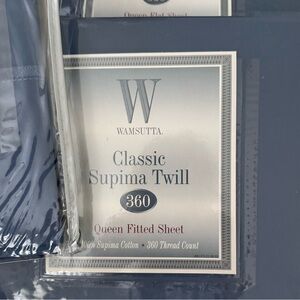 Queen Flat Sheet
W
WAMSUTTA
Classic
Supima Twill
360
Queen Fitted Sheet
Supima Cotton • 360 Thread Count